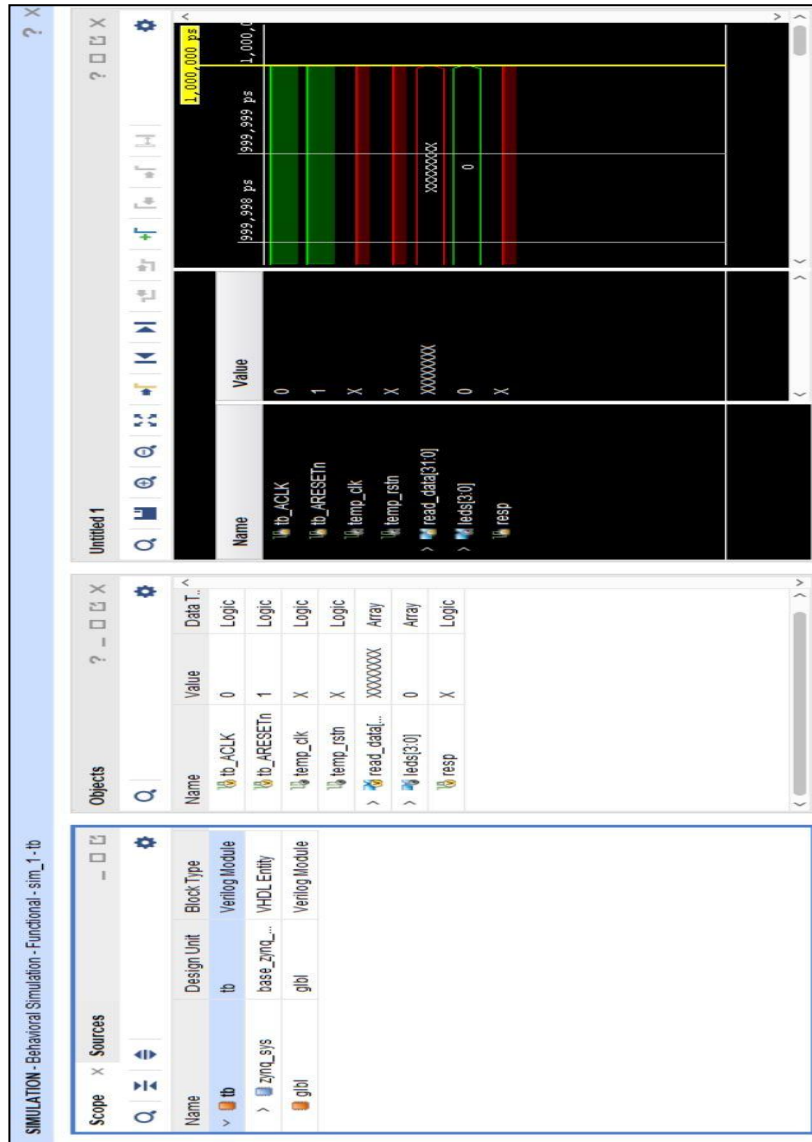 SIMULATION - Behavioral Simulation - Functional - sim_1 - tb
Scope Sources
Name Design Unit Block Type
tb tb Verilog Module
zynq_sys base_zynq_... VHDL Entity
glbl glbl Verilog Module
Objects
Name Value Data T..
tb_ACLK 0 Logic
tb_ARESETn 1 Logic
temp_clk X Logic
temp_rstn X Logic
read_data[... XXXXXXXX Array
leds[3:0] 0 Array
resp X Logic
Untitled 1
1,000,000 ps
Name Value 999,998 ps 999,999 ps 1,000,0
tb_ACLK 0
tb_ARESETn 1
temp_clk X
temp_rstn X
read_data[31:0] XXXXXXXX XXXXXXXX
leds[3:0] 0 0
resp X